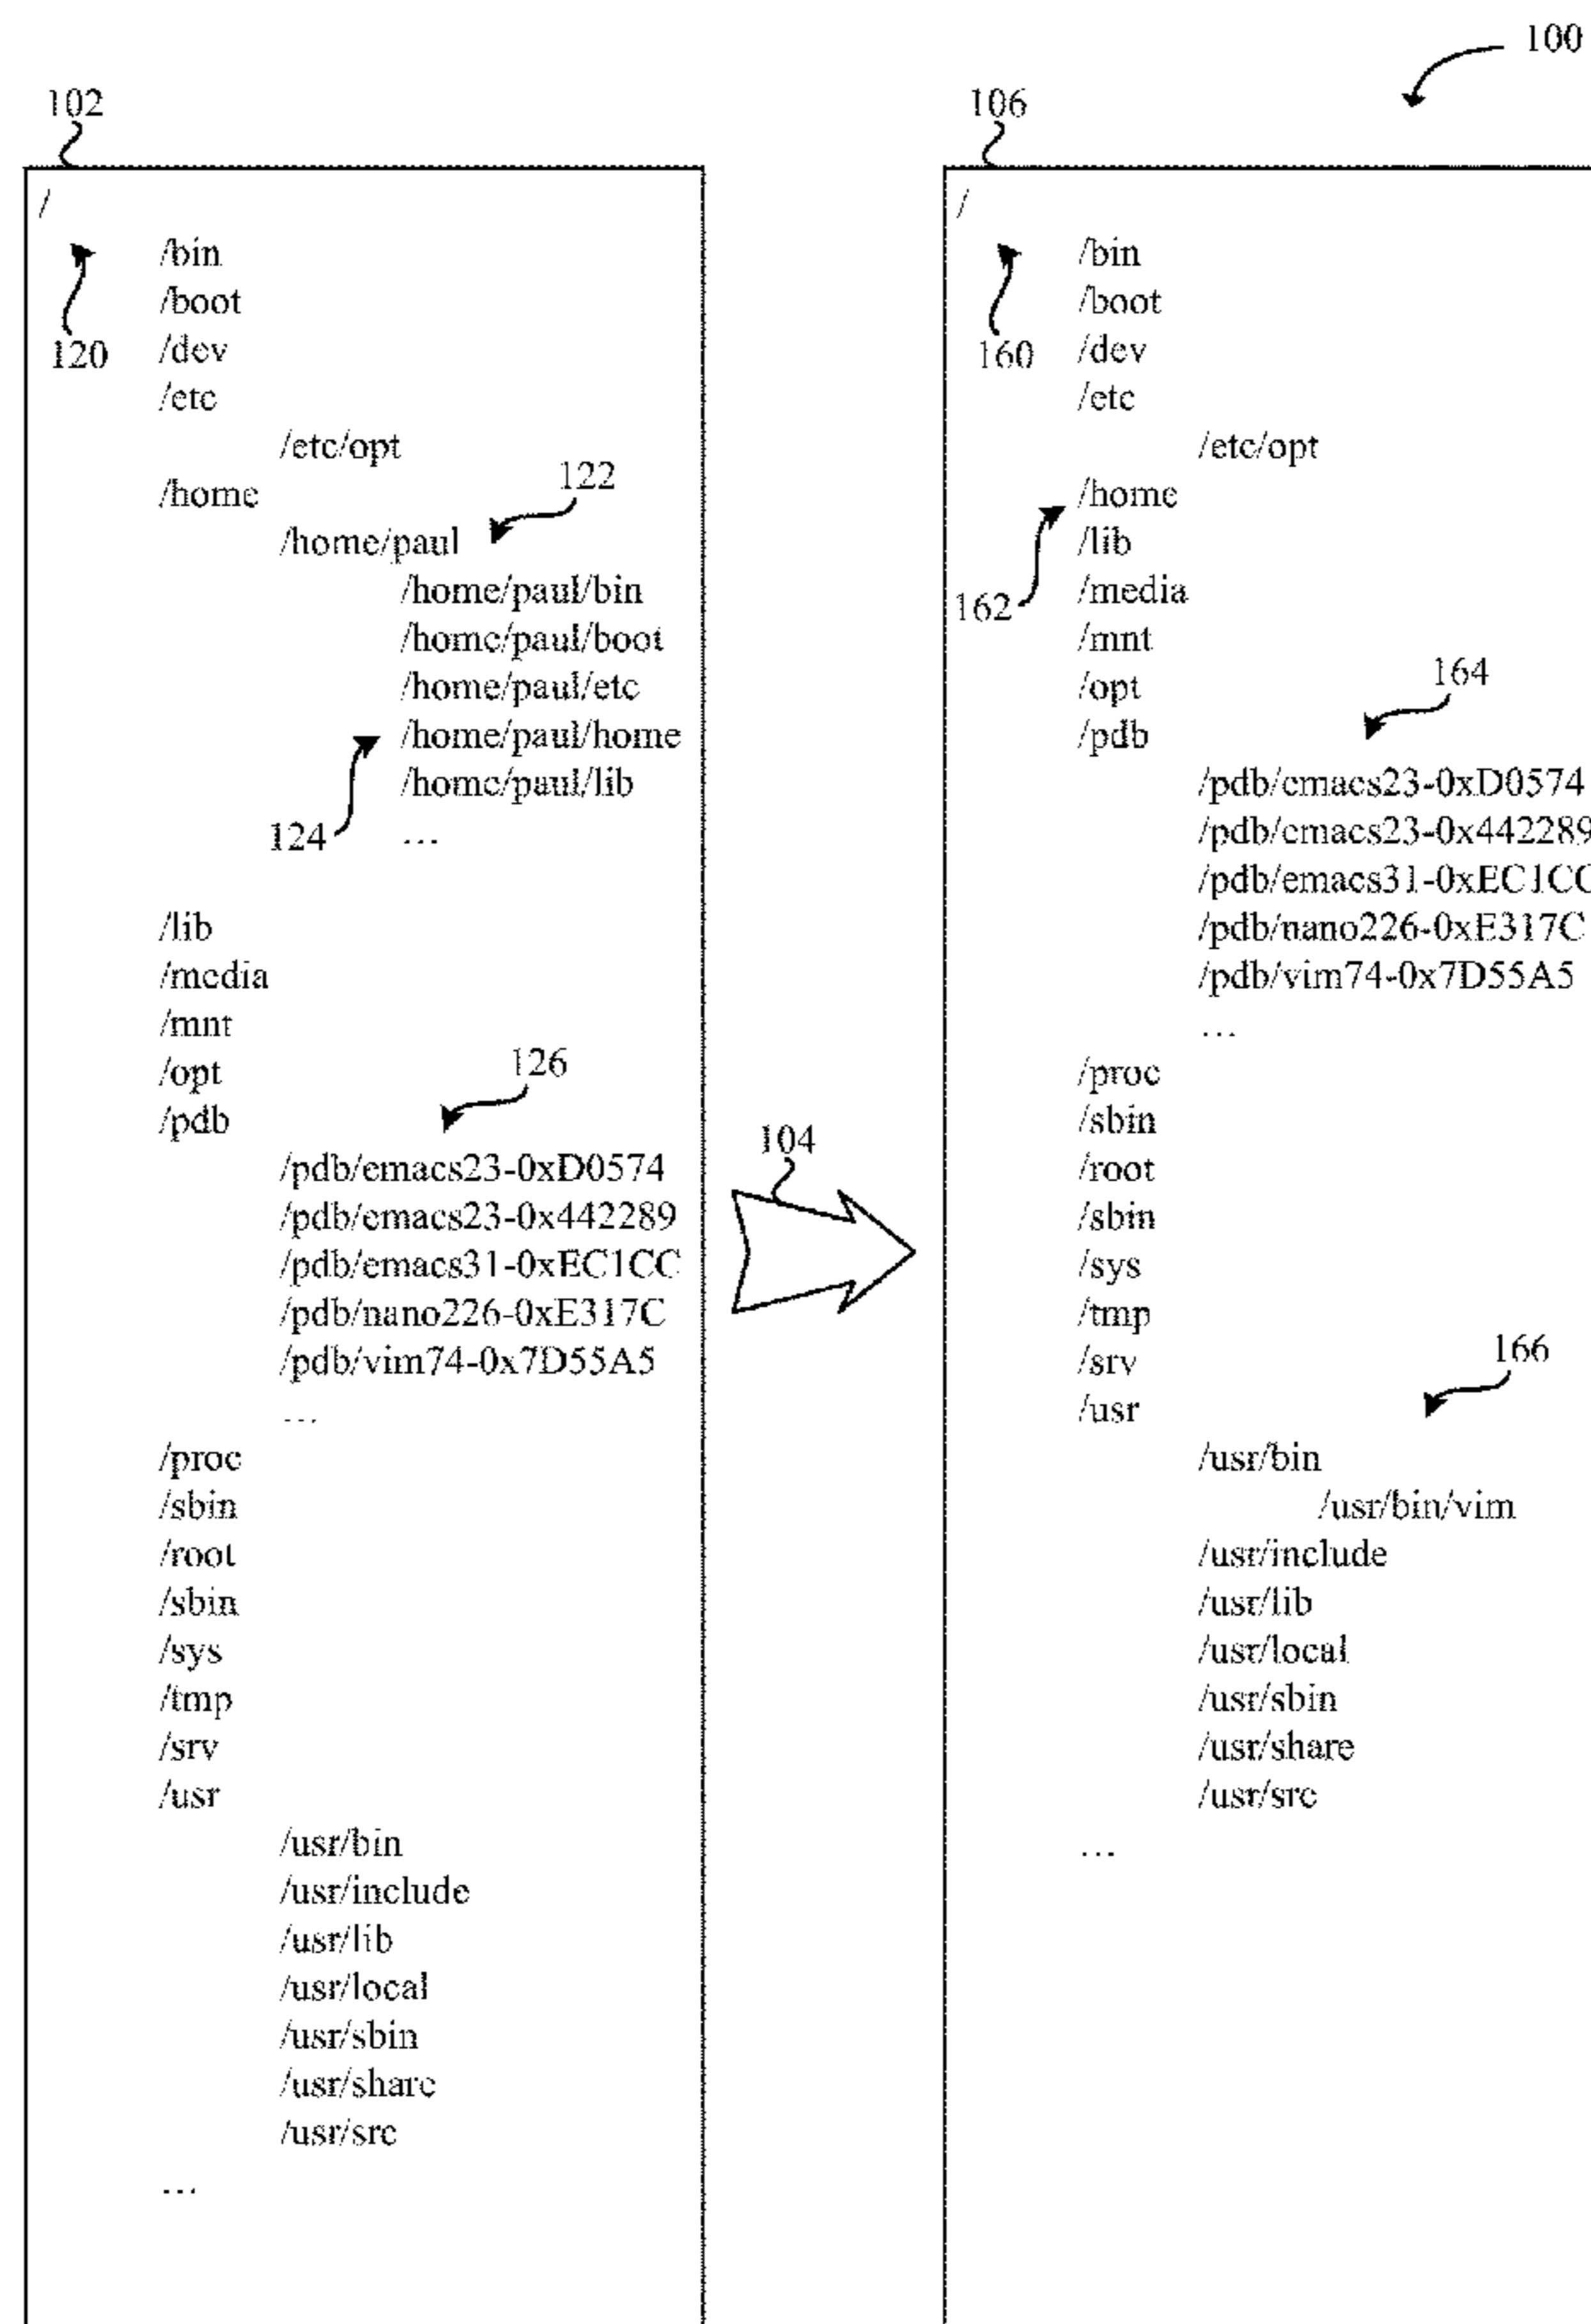 100
102
/
120
/bin
/boot
/dev
/etc
/etc/opt
/home
122
/home/paul
/home/paul/bin
/home/paul/boot
/home/paul/etc
/home/paul/home
/home/paul/lib
124
...
/lib
/media
/mnt
/opt
/pdb
126
/pdb/emacs23-0xD0574
/pdb/emacs23-0x442289
/pdb/emacs31-0xEC1CC
/pdb/nano226-0xE317C
/pdb/vim74-0x7D55A5
...
/proc
/sbin
/root
/sbin
/sys
/tmp
/srv
/usr
/usr/bin
/usr/include
/usr/lib
/usr/local
/usr/sbin
/usr/share
/usr/src
...
104
106
/
160
/bin
/boot
/dev
/etc
/etc/opt
/home
162
/lib
/media
/mnt
/opt
/pdb
164
/pdb/emacs23-0xD0574
/pdb/emacs23-0x442289
/pdb/emacs31-0xEC1CC
/pdb/nano226-0xE317C
/pdb/vim74-0x7D55A5
...
/proc
/sbin
/root
/sbin
/sys
/tmp
/srv
/usr
166
/usr/bin
/usr/bin/vim
/usr/include
/usr/lib
/usr/local
/usr/sbin
/usr/share
/usr/src
...